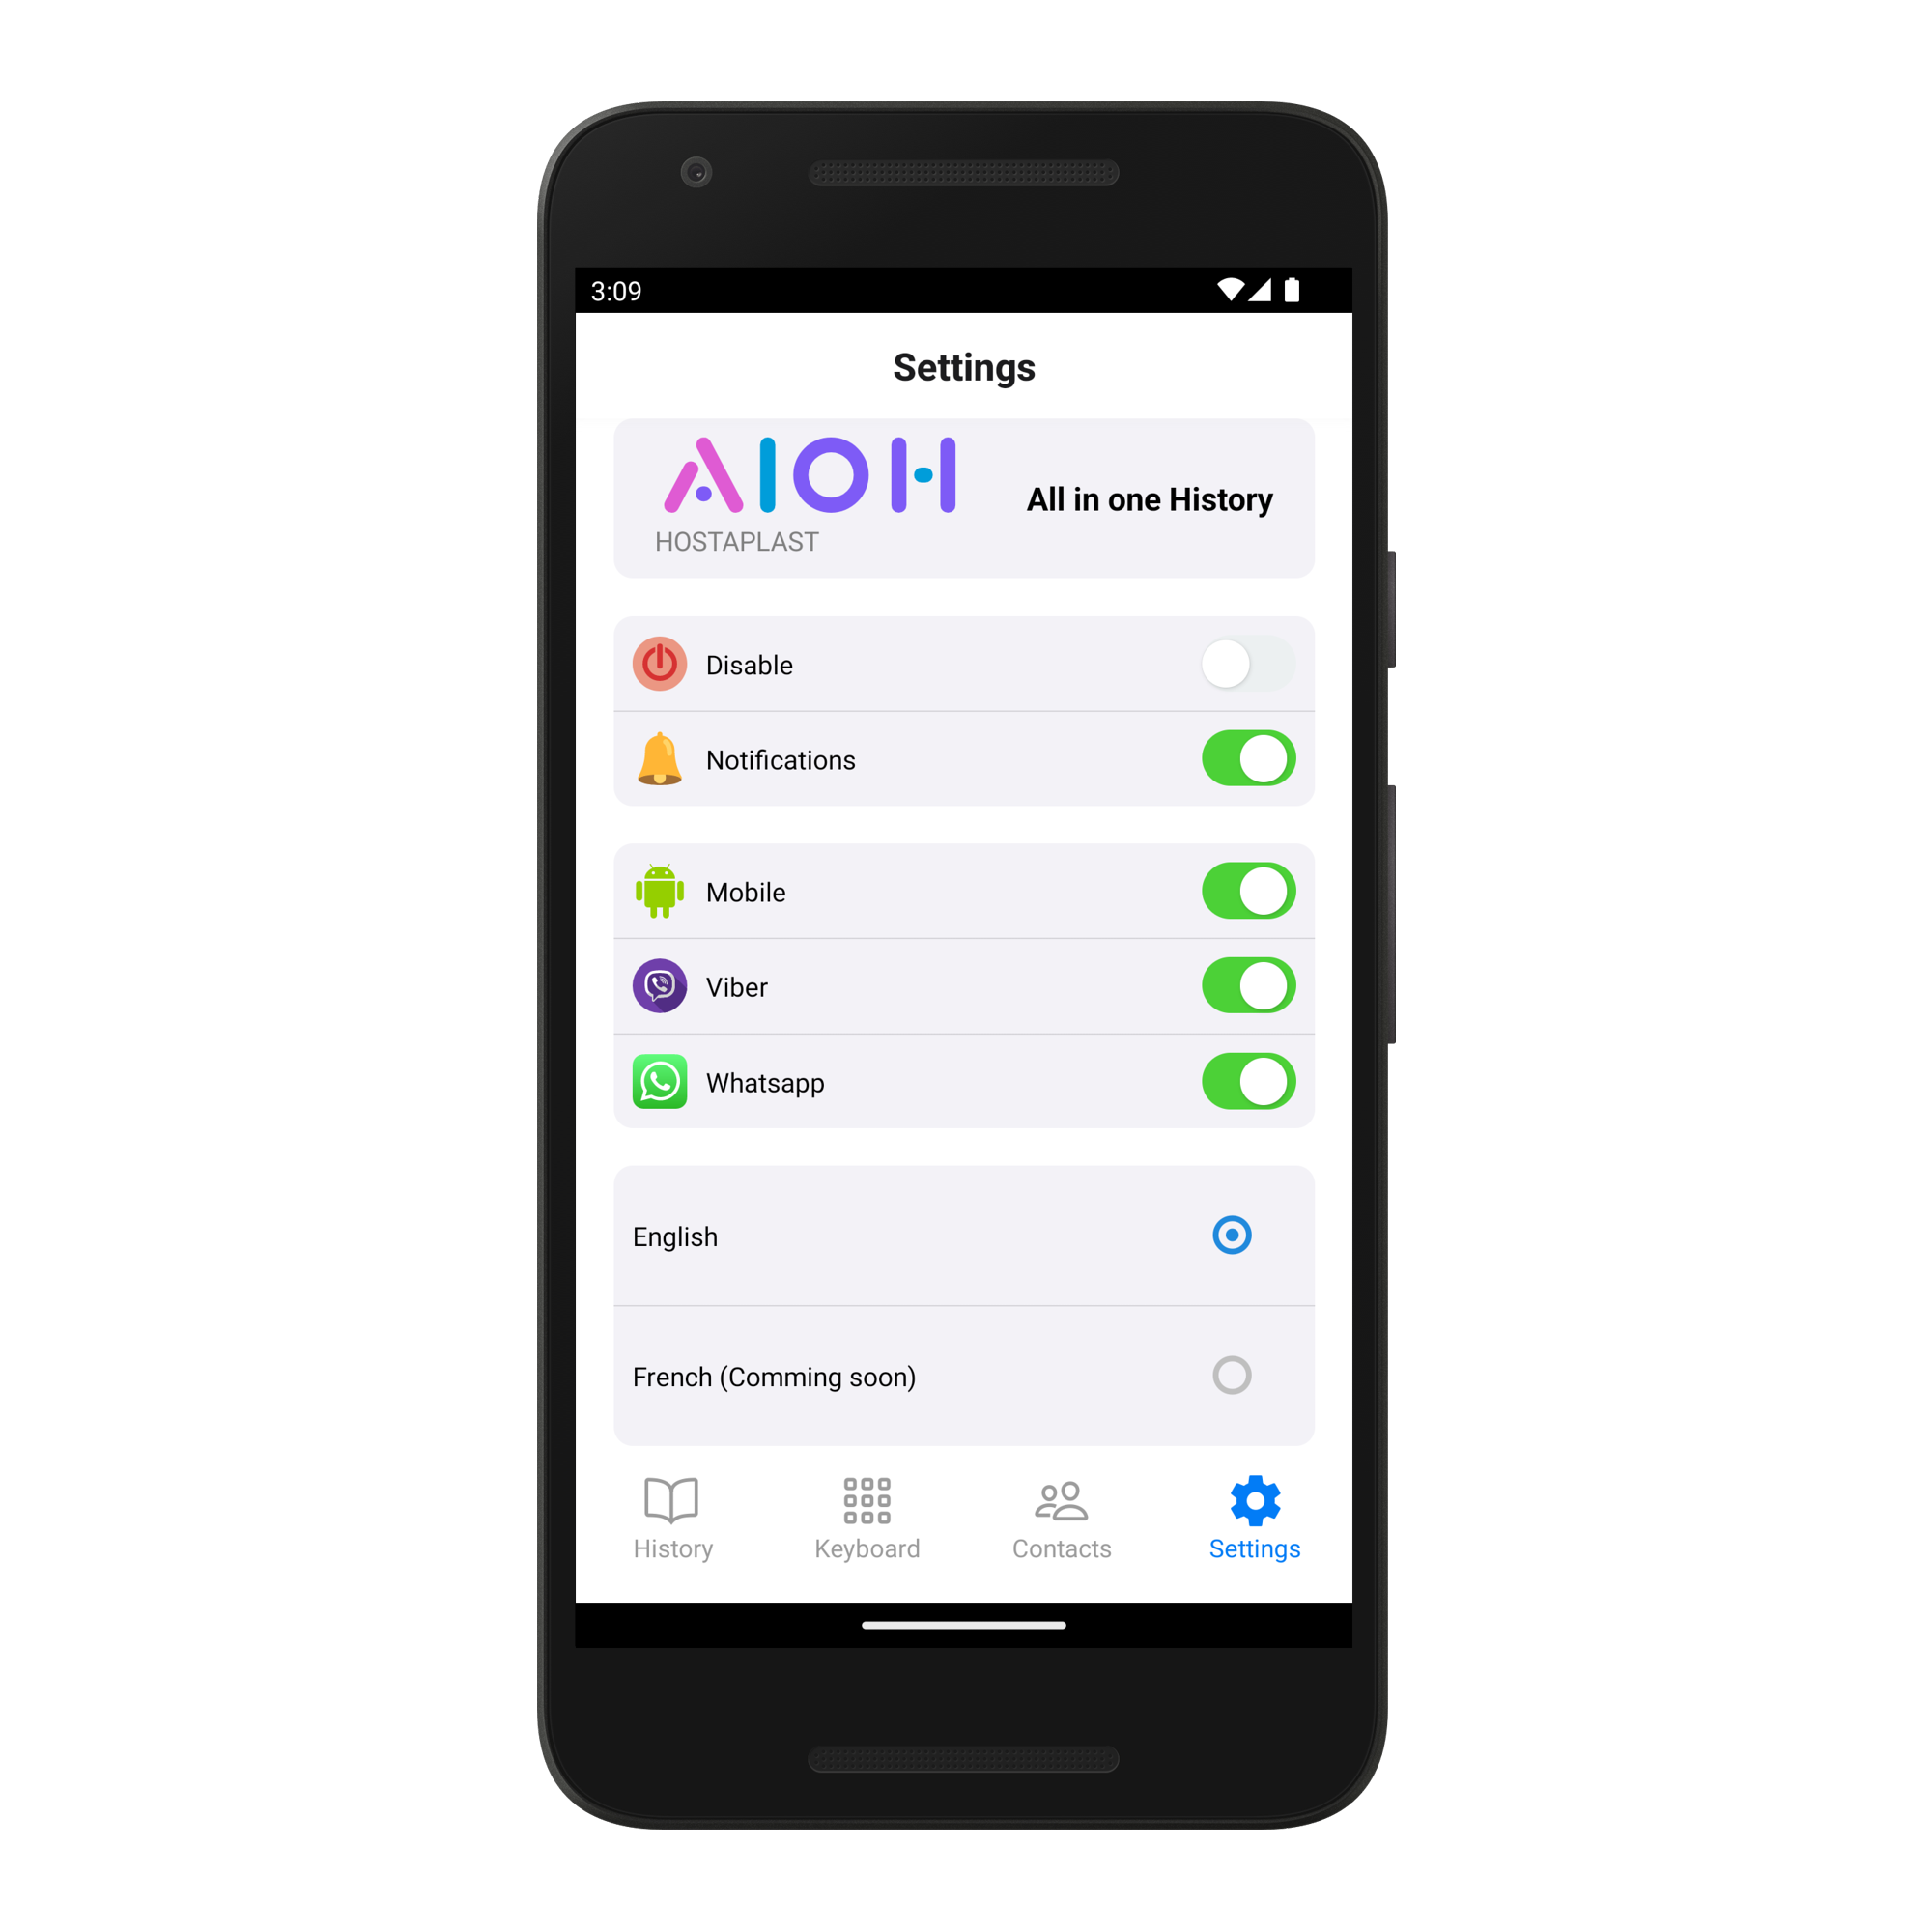 3:09
Settings
AIOH
All in one History
HOSTAPLAST
Disable
Notifications
Mobile
Viber
Whatsapp
English
French (Comming soon)
History
Keyboard
Contacts
Settings